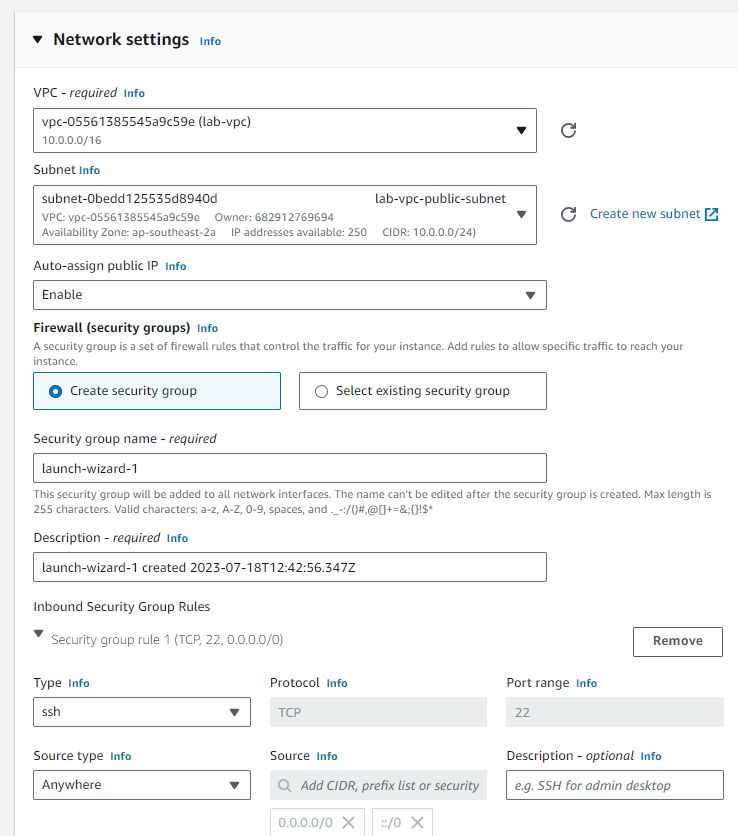 Network settings Info
VPC - required Info
vpc-05561385545a9c59e (lab-vpc)
10.0.0.0/16
Subnet Info
subnet-0bedd125535d8940d lab-vpc-public-subnet
VPC: vpc-05561385545a9c59e Owner: 682912769694
Availability Zone: ap-southeast-2a IP addresses available: 250 CIDR: 10.0.0.0/24)
Create new subnet
Auto-assign public IP Info
Enable
Firewall (security groups) Info
A security group is a set of firewall rules that control the traffic for your instance. Add rules to allow specific traffic to reach your
instance.
Create security group
Select existing security group
Security group name - required
launch-wizard-1
This security group will be added to all network interfaces. The name can't be edited after the security group is created. Max length is
255 characters. Valid characters: a-z, A-Z, 0-9, spaces, and ._-:/()#,@[]+=&;{}!$*
Description - required Info
launch-wizard-1 created 2023-07-18T12:42:56.347Z
Inbound Security Group Rules
Security group rule 1 (TCP, 22, 0.0.0.0/0)
Remove
Type Info Protocol Info Port range Info
ssh TCP 22
Source type Info Source Info Description - optional Info
Anywhere Add CIDR, prefix list or security e.g. SSH for admin desktop
0.0.0.0/0 ::/0